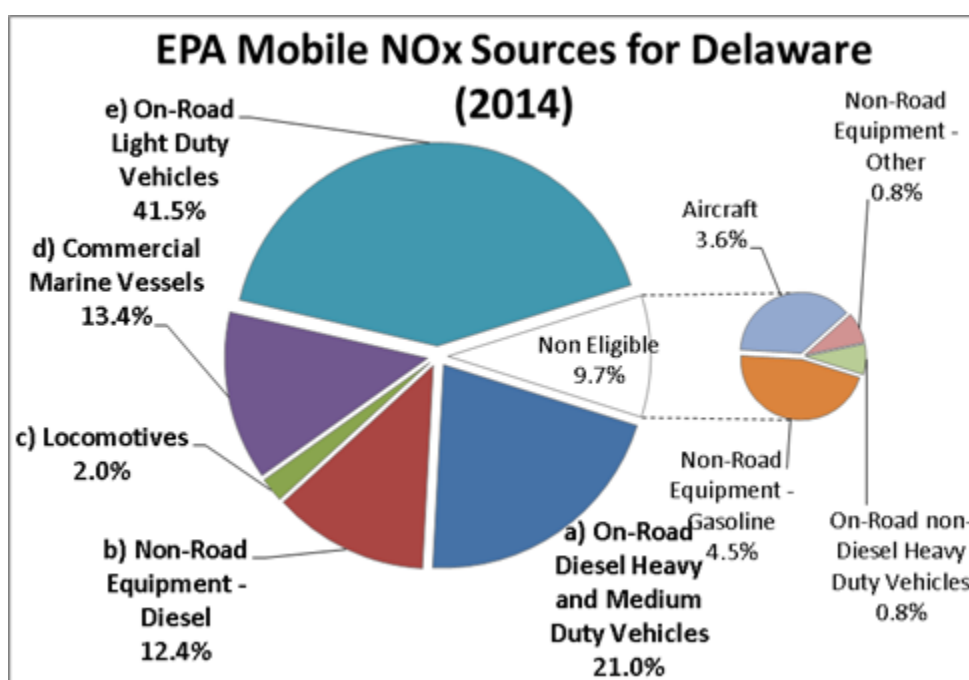 EPA Mobile NOx Sources for Delaware
(2014)
e) On-Road
Light Duty
Vehicles
41.5%
d) Commercial
Marine Vessels
13.4%
c) Locomotives
2.0%
b) Non-Road
Equipment -
Diesel
12.4%
a) On-Road
Diesel Heavy
and Medium
Duty Vehicles
21.0%
Non Eligible
9.7%
Aircraft
3.6%
Non-Road
Equipment -
Other
0.8%
Non-Road
Equipment -
Gasoline
4.5%
On-Road non-
Diesel Heavy
Duty Vehicles
0.8%